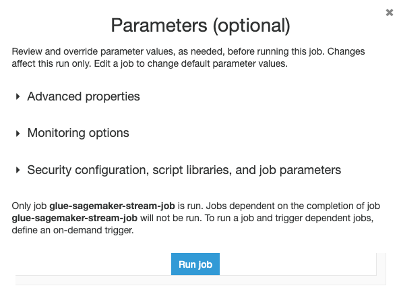 Parameters (optional)
Review and override parameter values, as needed, before running this job. Changes
affect this run only. Edit a job to change default parameter values.
Advanced properties
Monitoring options
Security configuration, script libraries, and job parameters
Only job glue-sagemaker-stream-job is run. Jobs dependent on the completion of job
glue-sagemaker-stream-job will not be run. To run a job and trigger dependent jobs,
define an on-demand trigger.
Run job